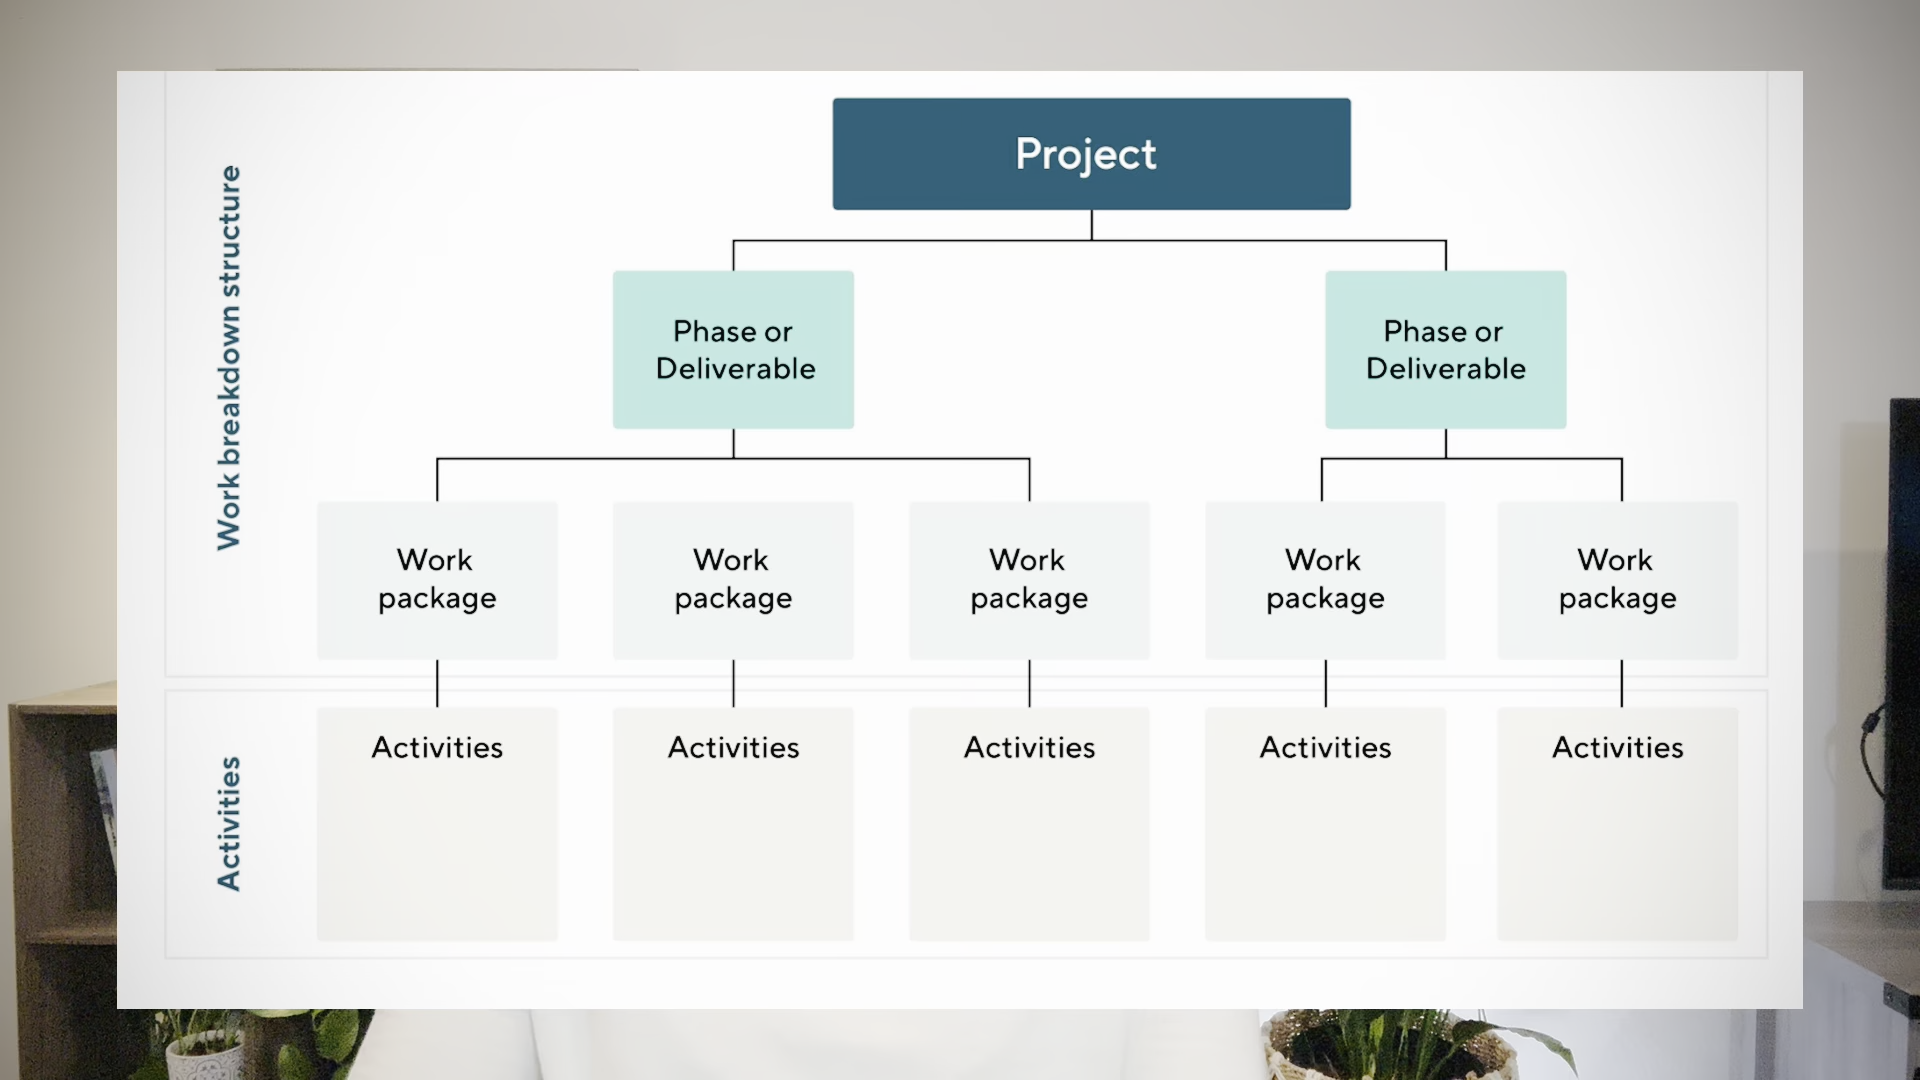 Project
Work breakdown structure
Phase or
Deliverable
Phase or
Deliverable
Work
package
Work
package
Work
package
Work
package
Work
package
Activities
Activities
Activities
Activities
Activities
Activities